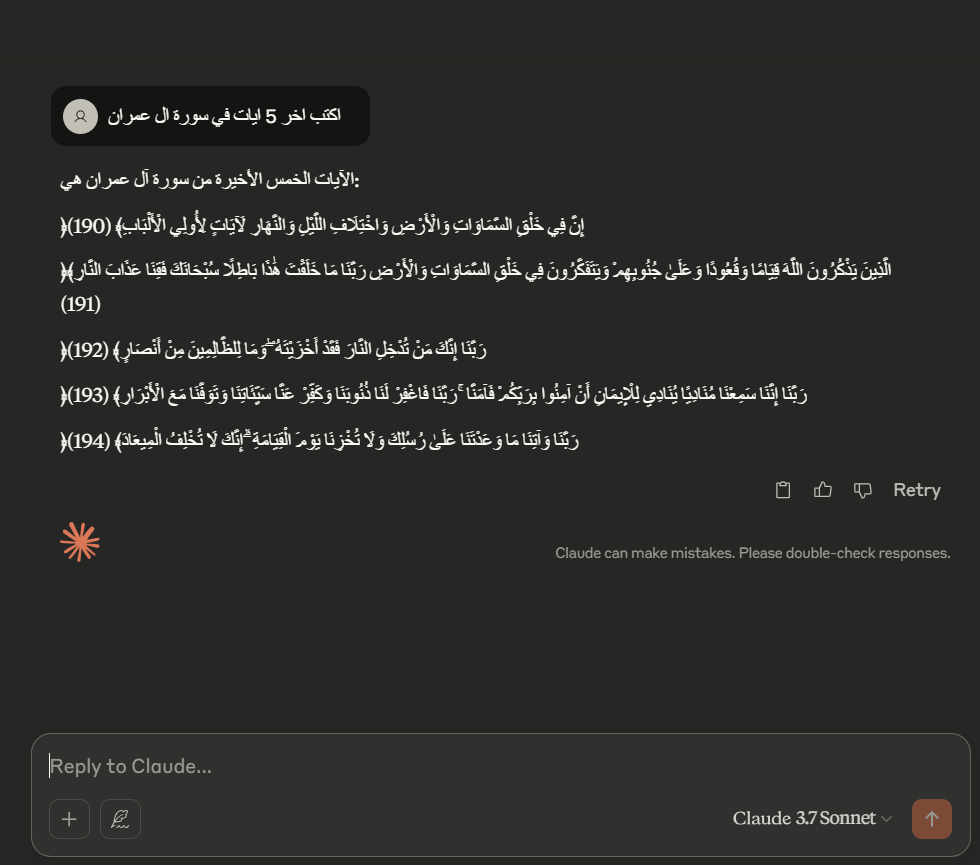 اكتب اخر 5 ايات في سورة ال عمران
الآيات الخمس الأخيرة من سورة آل عمران هي:
﴿إِنَّ فِي خَلْقِ السَّمَاوَاتِ وَالْأَرْضِ وَاخْتِلَافِ اللَّيْلِ وَالنَّهَارِ لَآيَاتٍ لِأُولِي الْأَلْبَابِ﴾ (190)
﴿الَّذِينَ يَذْكُرُونَ اللَّهَ قِيَامًا وَقُعُودًا وَعَلَىٰ جُنُوبِهِمْ وَيَتَفَكَّرُونَ فِي خَلْقِ السَّمَاوَاتِ وَالْأَرْضِ رَبَّنَا مَا خَلَقْتَ هَٰذَا بَاطِلًا سُبْحَانَكَ فَقِنَا عَذَابَ النَّارِ﴾
(191)
﴿رَبَّنَا إِنَّكَ مَنْ تُدْخِلِ النَّارَ فَقَدْ أَخْزَيْتَهُ ۖ وَمَا لِلظَّالِمِينَ مِنْ أَنْصَارٍ﴾ (192)
﴿رَبَّنَا إِنَّنَا سَمِعْنَا مُنَادِيًا يُنَادِي لِلْإِيمَانِ أَنْ آمِنُوا بِرَبِّكُمْ فَآمَنَّا ۚ رَبَّنَا فَاغْفِرْ لَنَا ذُنُوبَنَا وَكَفِّرْ عَنَّا سَيِّئَاتِنَا وَتَوَفَّنَا مَعَ الْأَبْرَارِ﴾ (193)
﴿رَبَّنَا وَآتِنَا مَا وَعَدْتَنَا عَلَىٰ رُسُلِكَ وَلَا تُخْزِنَا يَوْمَ الْقِيَامَةِ ۗ إِنَّكَ لَا تُخْلِفُ الْمِيعَادَ﴾ (194)
Retry
Claude can make mistakes. Please double-check responses.
Reply to Claude...
Claude 3.7 Sonnet